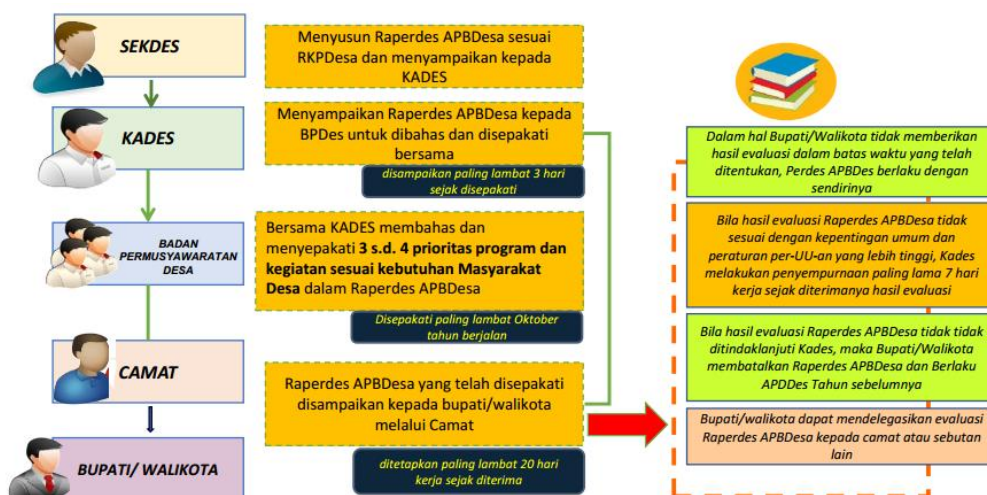 SEKDES
Menyusun Raperdes APBDesa sesuai
RKPDesa dan menyampaikan kepada
KADES
KADES
Menyampaikan Raperdes APBDesa kepada
BPDes untuk dibahas dan disepakati
bersama
disampaikan paling lambat 3 hari
sejak disepakati
BADAN
PERMUSYAWARATAN
DESA
Bersama KADES membahas dan
menyepakati 3 s.d. 4 prioritas program dan
kegiatan sesuai kebutuhan Masyarakat
Desa dalam Raperdes APBDesa
Disepakati paling lambat Oktober
tahun berjalan
CAMAT
Raperdes APBDesa yang telah disepakati
disampaikan kepada bupati/walikota
melalui Camat
BUPATI/ WALIKOTA
ditetapkan paling lambat 20 hari
kerja sejak diterima
Dalam hal Bupati/Walikota tidak memberikan
hasil evaluasi dalam batas waktu yang telah
ditentukan, Perdes APBDes berlaku dengan
sendirinya
Bila hasil evaluasi Raperdes APBDesa tidak
sesuai dengan kepentingan umum dan
peraturan per-UU-an yang lebih tinggi, Kades
melakukan penyempurnaan paling lama 7 hari
kerja sejak diterimanya hasil evaluasi
Bila hasil evaluasi Raperdes APBDesa tidak tidak
ditindaklanjuti Kades, maka Bupati/Walikota
membatalkan Raperdes APBDesa dan Berlaku
APDDes Tahun sebelumnya
Bupati/walikota dapat mendelegasikan evaluasi
Raperdes APBDesa kepada camat atau sebutan
lain